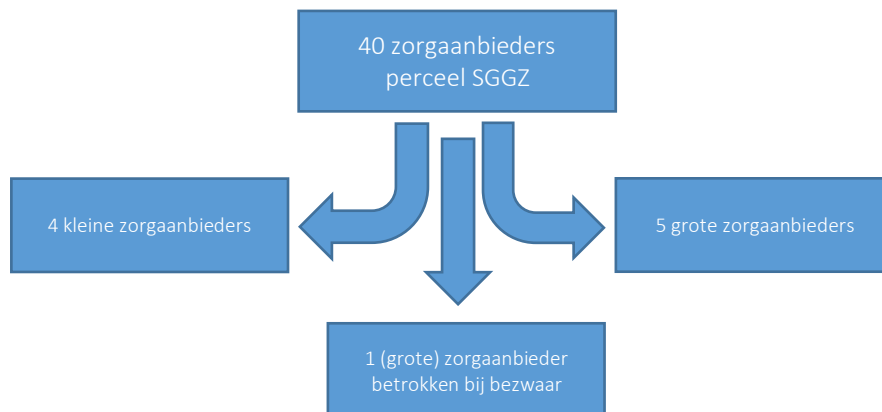 40 zorgaanbieders
perceel SGGZ
4 kleine zorgaanbieders
5 grote zorgaanbieders
1 (grote) zorgaanbieder
betrokken bij bezwaar